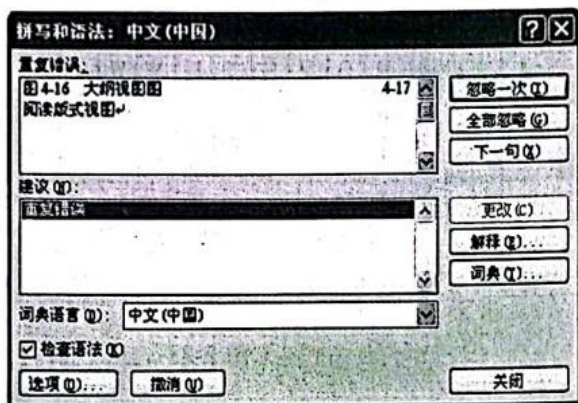 拼写和语法：中文(中国)
重复错误：
图4-16 大纲视图图 4-17
阅读版式视图↵
忽略一次(I)
全部忽略(G)
下一句(X)
建议(N)：
重复错误
更改(C)
解释(E)...
词典(T)...
词典语言(D)：中文(中国)
检查语法(K)
选项(O)...
撤消(U)
关闭